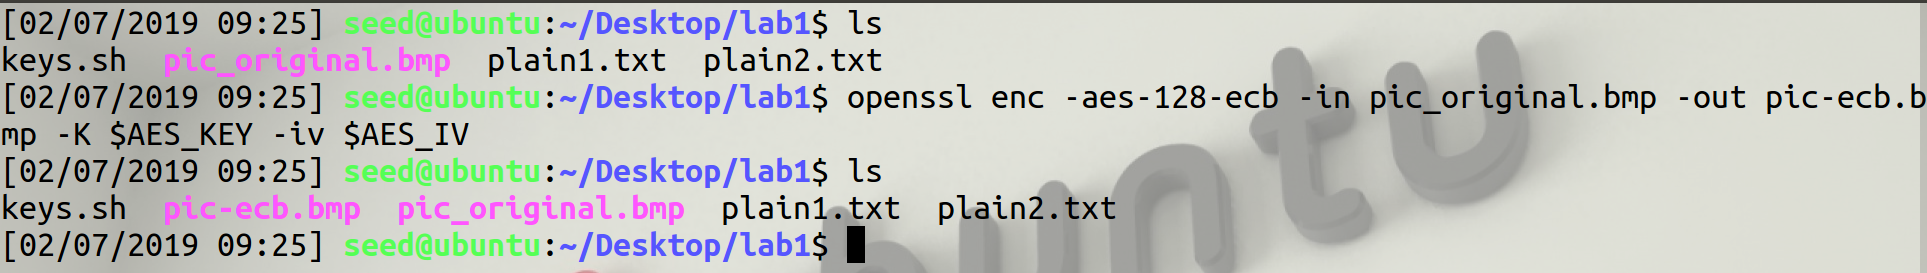 [02/07/2019 09:25] seed@ubuntu:~/Desktop/lab1$ ls
keys.sh  pic_original.bmp  plain1.txt  plain2.txt
[02/07/2019 09:25] seed@ubuntu:~/Desktop/lab1$ openssl enc -aes-128-ecb -in pic_original.bmp -out pic-ecb.b
mp -K $AES_KEY -iv $AES_IV
[02/07/2019 09:25] seed@ubuntu:~/Desktop/lab1$ ls
keys.sh  pic-ecb.bmp  pic_original.bmp  plain1.txt  plain2.txt
[02/07/2019 09:25] seed@ubuntu:~/Desktop/lab1$
untu